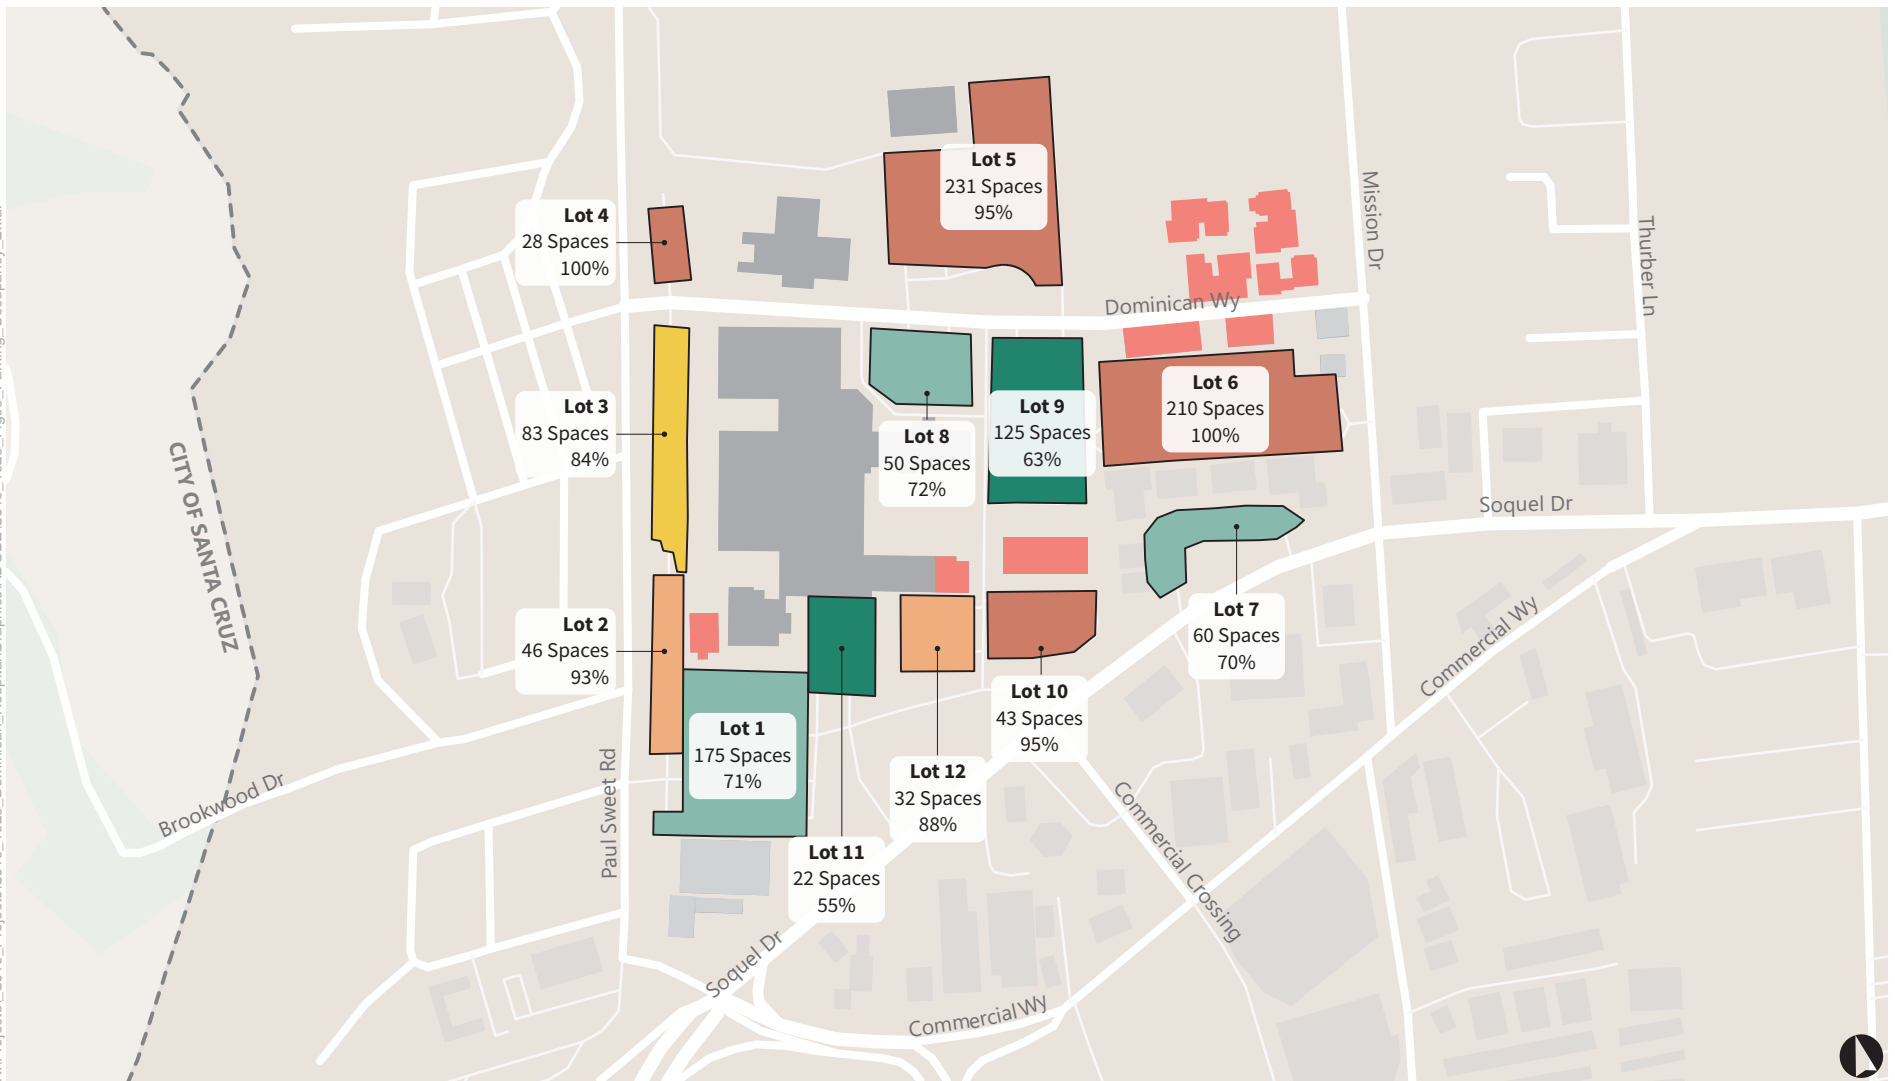 Lot 5
231 Spaces
95%
Lot 4
28 Spaces
100%
Mission Dr
Thurber Ln
Dominican Wy
Lot 3
83 Spaces
84%
Lot 8
50 Spaces
72%
Lot 9
125 Spaces
63%
Lot 6
210 Spaces
100%
CITY OF SANTA CRUZ
Soquel Dr
Lot 2
46 Spaces
93%
Lot 7
60 Spaces
70%
Commercial Wy
Lot 1
175 Spaces
71%
Lot 10
43 Spaces
95%
Lot 12
32 Spaces
88%
Lot 11
22 Spaces
55%
Brookwood Dr
Paul Sweet Rd
Commercial Crossing
Soquel Dr
Commercial Wy